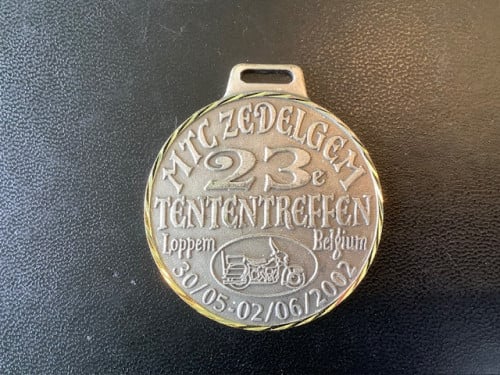 MTC ZEDELGEM
23e
TENTENTREFFEN
Loppem Belgium
30/05-02/06/2002